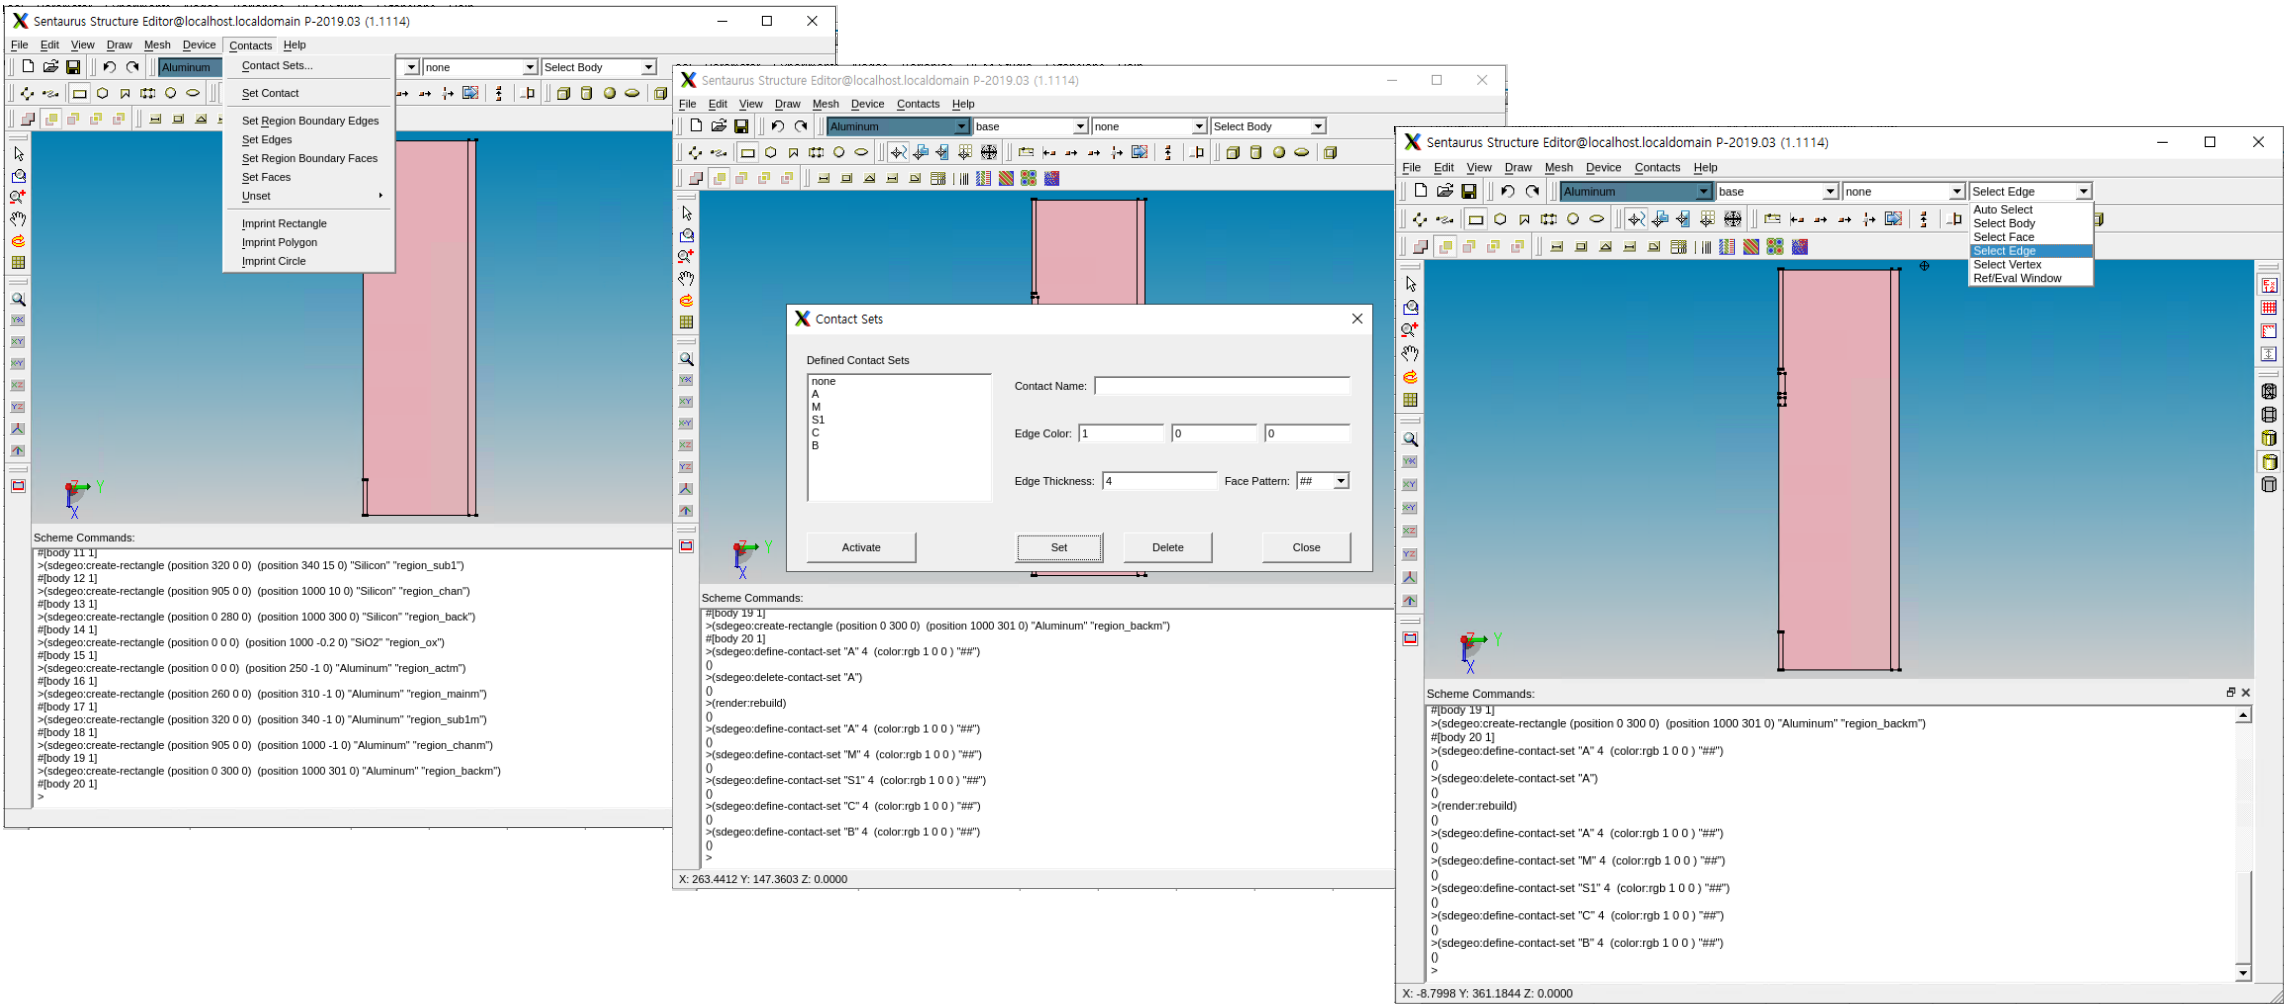 Sentaurus Structure Editor@localhost.localdomain P-2019.03 (1.1114)
File Edit View Draw Mesh Device Contacts Help
Aluminum none Select Body
Contact Sets...
Set Contact
Set Region Boundary Edges
Set Edges
Set Region Boundary Faces
Set Faces
Unset
Imprint Rectangle
Imprint Polygon
Imprint Circle
Z Y
X
Scheme Commands:
#[body 11 1]
>(sdegeo:create-rectangle (position 320 0 0) (position 340 15 0) "Silicon" "region_sub1")
#[body 12 1]
>(sdegeo:create-rectangle (position 905 0 0) (position 1000 10 0) "Silicon" "region_chan")
#[body 13 1]
>(sdegeo:create-rectangle (position 0 280 0) (position 1000 300 0) "Silicon" "region_back")
#[body 14 1]
>(sdegeo:create-rectangle (position 0 0 0) (position 1000 -0.2 0) "SiO2" "region_ox")
#[body 15 1]
>(sdegeo:create-rectangle (position 0 0 0) (position 250 -1 0) "Aluminum" "region_actm")
#[body 16 1]
>(sdegeo:create-rectangle (position 260 0 0) (position 310 -1 0) "Aluminum" "region_mainm")
#[body 17 1]
>(sdegeo:create-rectangle (position 320 0 0) (position 340 -1 0) "Aluminum" "region_sub1m")
#[body 18 1]
>(sdegeo:create-rectangle (position 905 0 0) (position 1000 -1 0) "Aluminum" "region_chanm")
#[body 19 1]
>(sdegeo:create-rectangle (position 0 300 0) (position 1000 301 0) "Aluminum" "region_backm")
#[body 20 1]
>
Sentaurus Structure Editor@localhost.localdomain P-2019.03 (1.1114)
File Edit View Draw Mesh Device Contacts Help
Aluminum base none Select Body
Contact Sets
Defined Contact Sets
none
A
M
S1
C
B
Contact Name:
Edge Color: 1 0 0
Edge Thickness: 4 Face Pattern: ##
Activate Set Delete Close
Z Y
X
Scheme Commands:
#[body 19 1]
>(sdegeo:create-rectangle (position 0 300 0) (position 1000 301 0) "Aluminum" "region_backm")
#[body 20 1]
>(sdegeo:define-contact-set "A" 4 (color:rgb 1 0 0 ) "##")
()
>(sdegeo:delete-contact-set "A")
()
>(render:rebuild)
()
>(sdegeo:define-contact-set "A" 4 (color:rgb 1 0 0 ) "##")
()
>(sdegeo:define-contact-set "M" 4 (color:rgb 1 0 0 ) "##")
()
>(sdegeo:define-contact-set "S1" 4 (color:rgb 1 0 0 ) "##")
()
>(sdegeo:define-contact-set "C" 4 (color:rgb 1 0 0 ) "##")
()
>(sdegeo:define-contact-set "B" 4 (color:rgb 1 0 0 ) "##")
()
>
X: 263.4412 Y: 147.3603 Z: 0.0000
Sentaurus Structure Editor@localhost.localdomain P-2019.03 (1.1114)
File Edit View Draw Mesh Device Contacts Help
Aluminum base none Select Edge
Auto Select
Select Body
Select Face
Select Edge
Select Vertex
Ref/Eval Window
Z Y
X
Scheme Commands:
#[body 19 1]
>(sdegeo:create-rectangle (position 0 300 0) (position 1000 301 0) "Aluminum" "region_backm")
#[body 20 1]
>(sdegeo:define-contact-set "A" 4 (color:rgb 1 0 0 ) "##")
()
>(sdegeo:delete-contact-set "A")
()
>(render:rebuild)
()
>(sdegeo:define-contact-set "A" 4 (color:rgb 1 0 0 ) "##")
()
>(sdegeo:define-contact-set "M" 4 (color:rgb 1 0 0 ) "##")
()
>(sdegeo:define-contact-set "S1" 4 (color:rgb 1 0 0 ) "##")
()
>(sdegeo:define-contact-set "C" 4 (color:rgb 1 0 0 ) "##")
()
>(sdegeo:define-contact-set "B" 4 (color:rgb 1 0 0 ) "##")
()
>
X: -8.7998 Y: 361.1844 Z: 0.0000